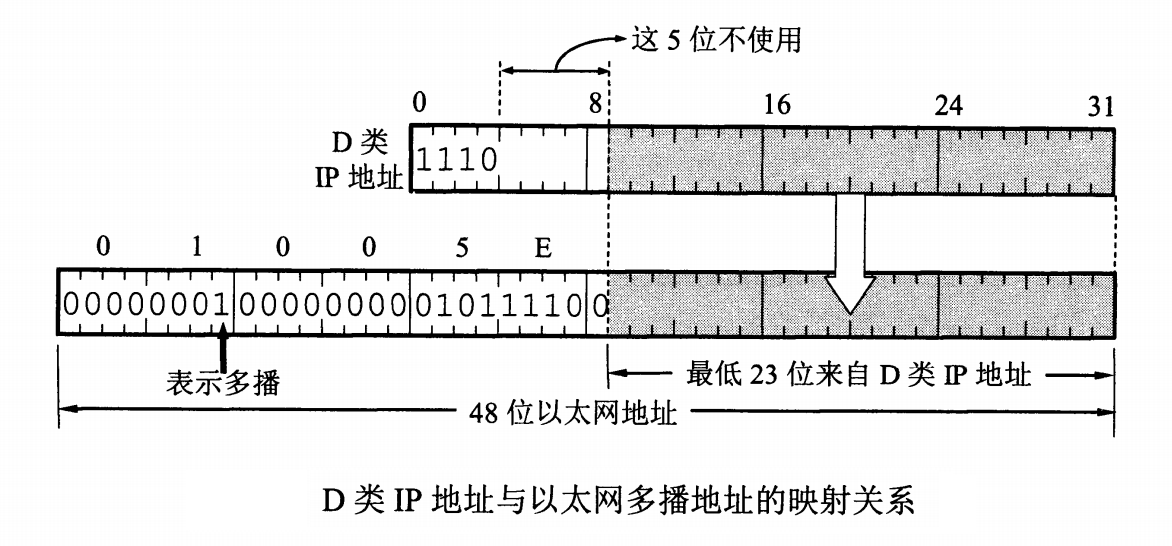 这 5 位不使用
0 8 16 24 31
D 类
IP 地址
1110
0 1 0 0 5 E
00000001 00000000 01011100 0
表示多播
最低 23 位来自 D 类 IP 地址
48 位以太网地址
D 类 IP 地址与以太网多播地址的映射关系